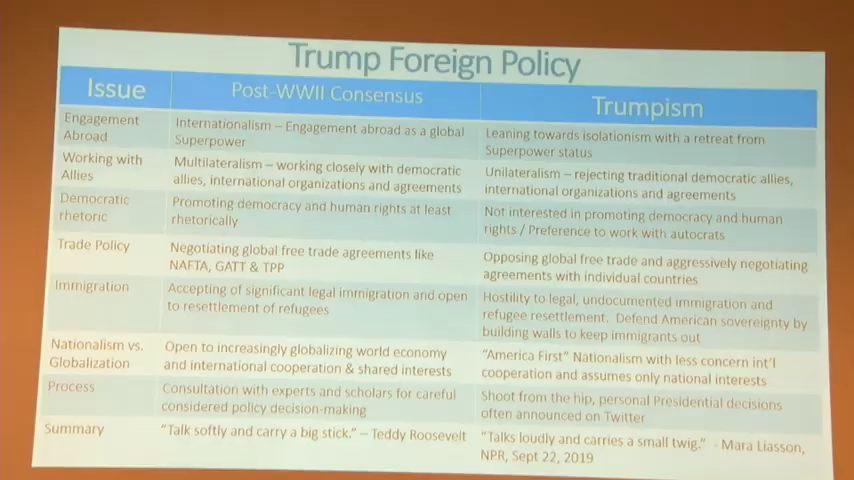 Trump Foreign Policy
Issue
Post-WWII Consensus
Trumpism
Engagement
Abroad
Internationalism – Engagement abroad as a global
Superpower
Leaning towards isolationism with a retreat from
Superpower status
Working with
Allies
Multilateralism – working closely with democratic
allies, international organizations and agreements
Unilateralism – rejecting traditional democratic allies,
international organizations and agreements
Democratic
rhetoric
Promoting democracy and human rights at least
rhetorically
Not interested in promoting democracy and human
rights / Preference to work with autocrats
Trade Policy
Negotiating global free trade agreements like
NAFTA, GATT & TPP
Opposing global free trade and aggressively negotiating
agreements with individual countries
Immigration
Accepting of significant legal immigration and open
to resettlement of refugees
Hostility to legal, undocumented immigration and
refugee resettlement. Defend American sovereignty by
building walls to keep immigrants out
Nationalism vs.
Globalization
Open to increasingly globalizing world economy
and international cooperation & shared interests
"America First" Nationalism with less concern int'l
cooperation and assumes only national interests
Process
Consultation with experts and scholars for careful
considered policy decision-making
Shoot from the hip, personal Presidential decisions
often announced on Twitter
Summary
"Talk softly and carry a big stick." – Teddy Roosevelt
"Talks loudly and carries a small twig." - Mara Liasson,
NPR, Sept 22, 2019